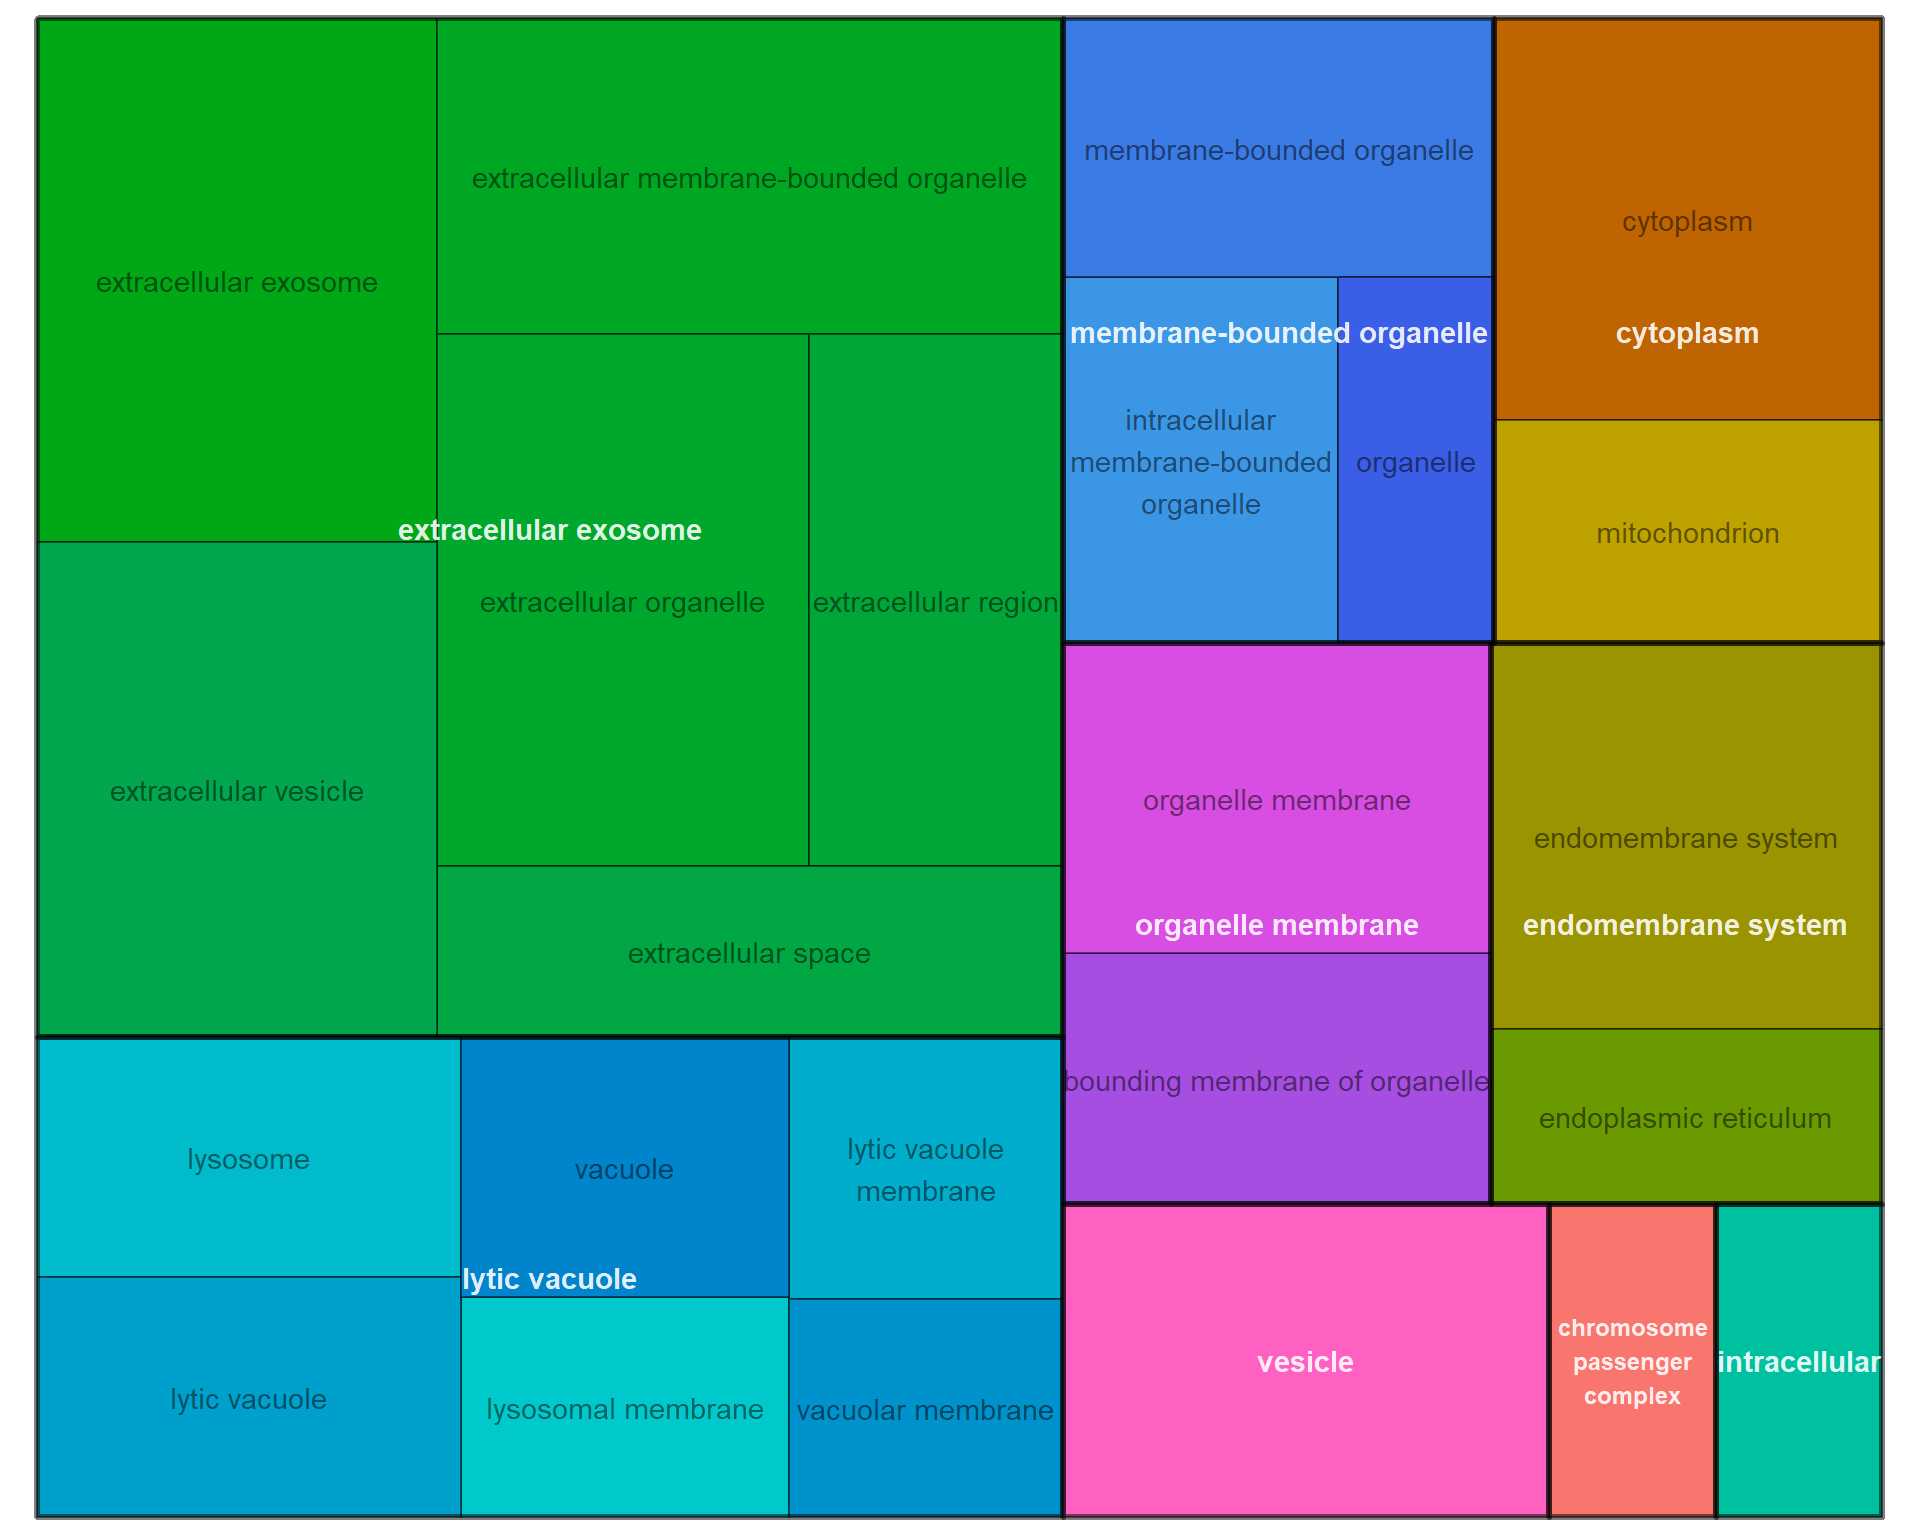 extracellular exosome
extracellular membrane-bounded organelle
extracellular exosome
extracellular organelle
extracellular region
extracellular vesicle
extracellular space
lysosome
vacuole
lytic vacuole
membrane
lytic vacuole
lytic vacuole
lysosomal membrane
vacuolar membrane
membrane-bounded organelle
membrane-bounded organelle
intracellular
membrane-bounded
organelle
organelle
cytoplasm
cytoplasm
mitochondrion
organelle membrane
organelle membrane
bounding membrane of organelle
endomembrane system
endomembrane system
endoplasmic reticulum
vesicle
chromosome
passenger
complex
intracellular